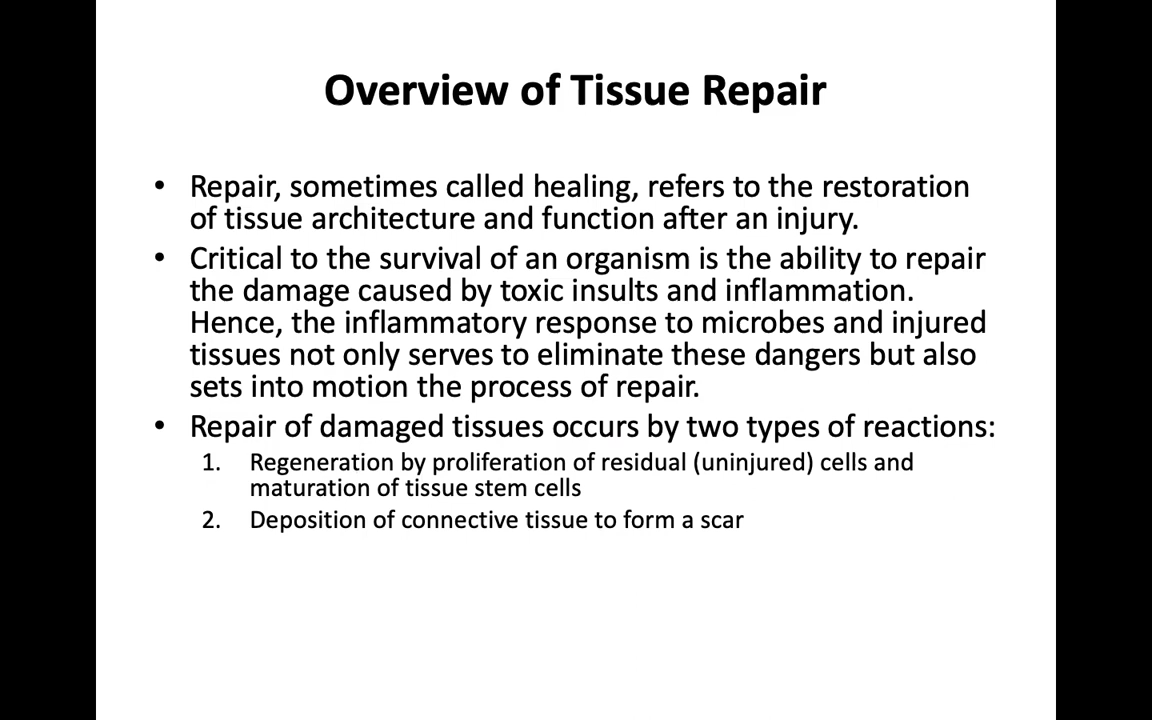 Overview of Tissue Repair
• Repair, sometimes called healing, refers to the restoration
of tissue architecture and function after an injury.
• Critical to the survival of an organism is the ability to repair
the damage caused by toxic insults and inflammation.
Hence, the inflammatory response to microbes and injured
tissues not only serves to eliminate these dangers but also
sets into motion the process of repair.
• Repair of damaged tissues occurs by two types of reactions:
1. Regeneration by proliferation of residual (uninjured) cells and
maturation of tissue stem cells
2. Deposition of connective tissue to form a scar